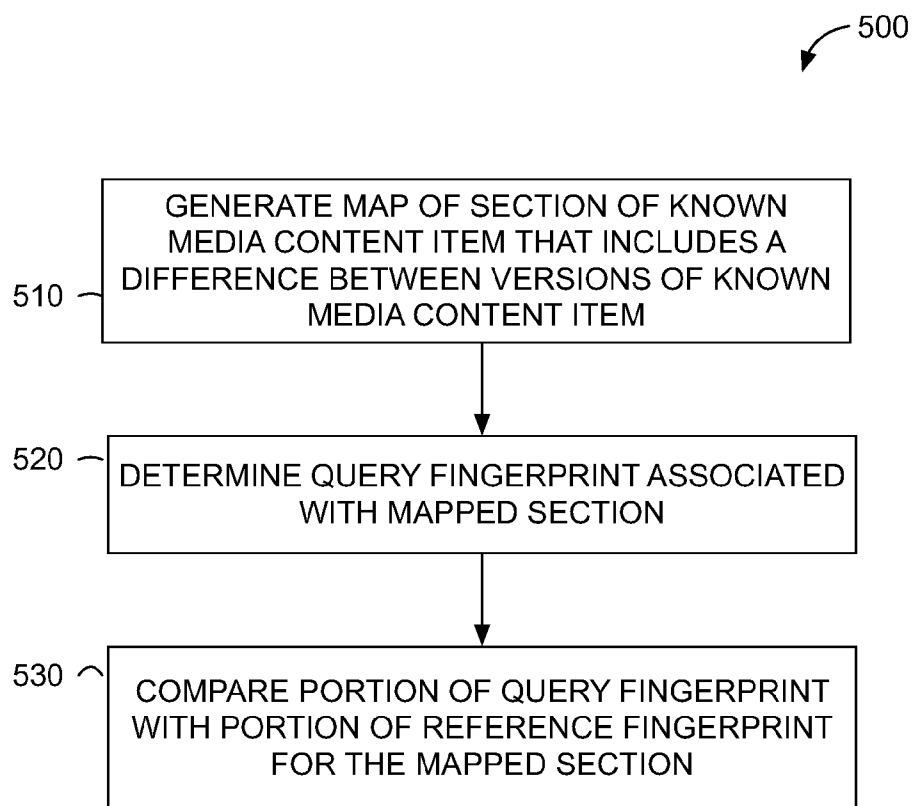 500
GENERATE MAP OF SECTION OF KNOWN
MEDIA CONTENT ITEM THAT INCLUDES A
DIFFERENCE BETWEEN VERSIONS OF KNOWN
MEDIA CONTENT ITEM
510
520
DETERMINE QUERY FINGERPRINT ASSOCIATED
WITH MAPPED SECTION
530
COMPARE PORTION OF QUERY FINGERPRINT
WITH PORTION OF REFERENCE FINGERPRINT
FOR THE MAPPED SECTION